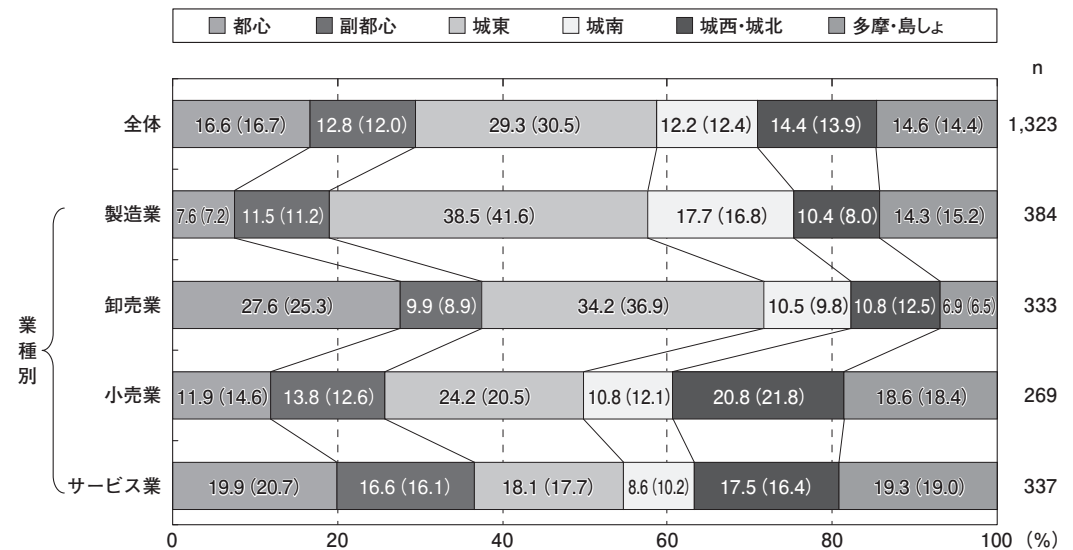 都心 副都心 城東 城南 城西・城北 多摩・島しょ
n
全体 16.6（16.7） 12.8（12.0） 29.3（30.5） 12.2（12.4） 14.4（13.9） 14.6（14.4） 1,323
製造業 7.6（7.2） 11.5（11.2） 38.5（41.6） 17.7（16.8） 10.4（8.0） 14.3（15.2） 384
卸売業 27.6（25.3） 9.9（8.9） 34.2（36.9） 10.5（9.8） 10.8（12.5） 6.9（6.5） 333
業種別
小売業 11.9（14.6） 13.8（12.6） 24.2（20.5） 10.8（12.1） 20.8（21.8） 18.6（18.4） 269
サービス業 19.9（20.7） 16.6（16.1） 18.1（17.7） 8.6（10.2） 17.5（16.4） 19.3（19.0） 337
0 20 40 60 80 100（%）